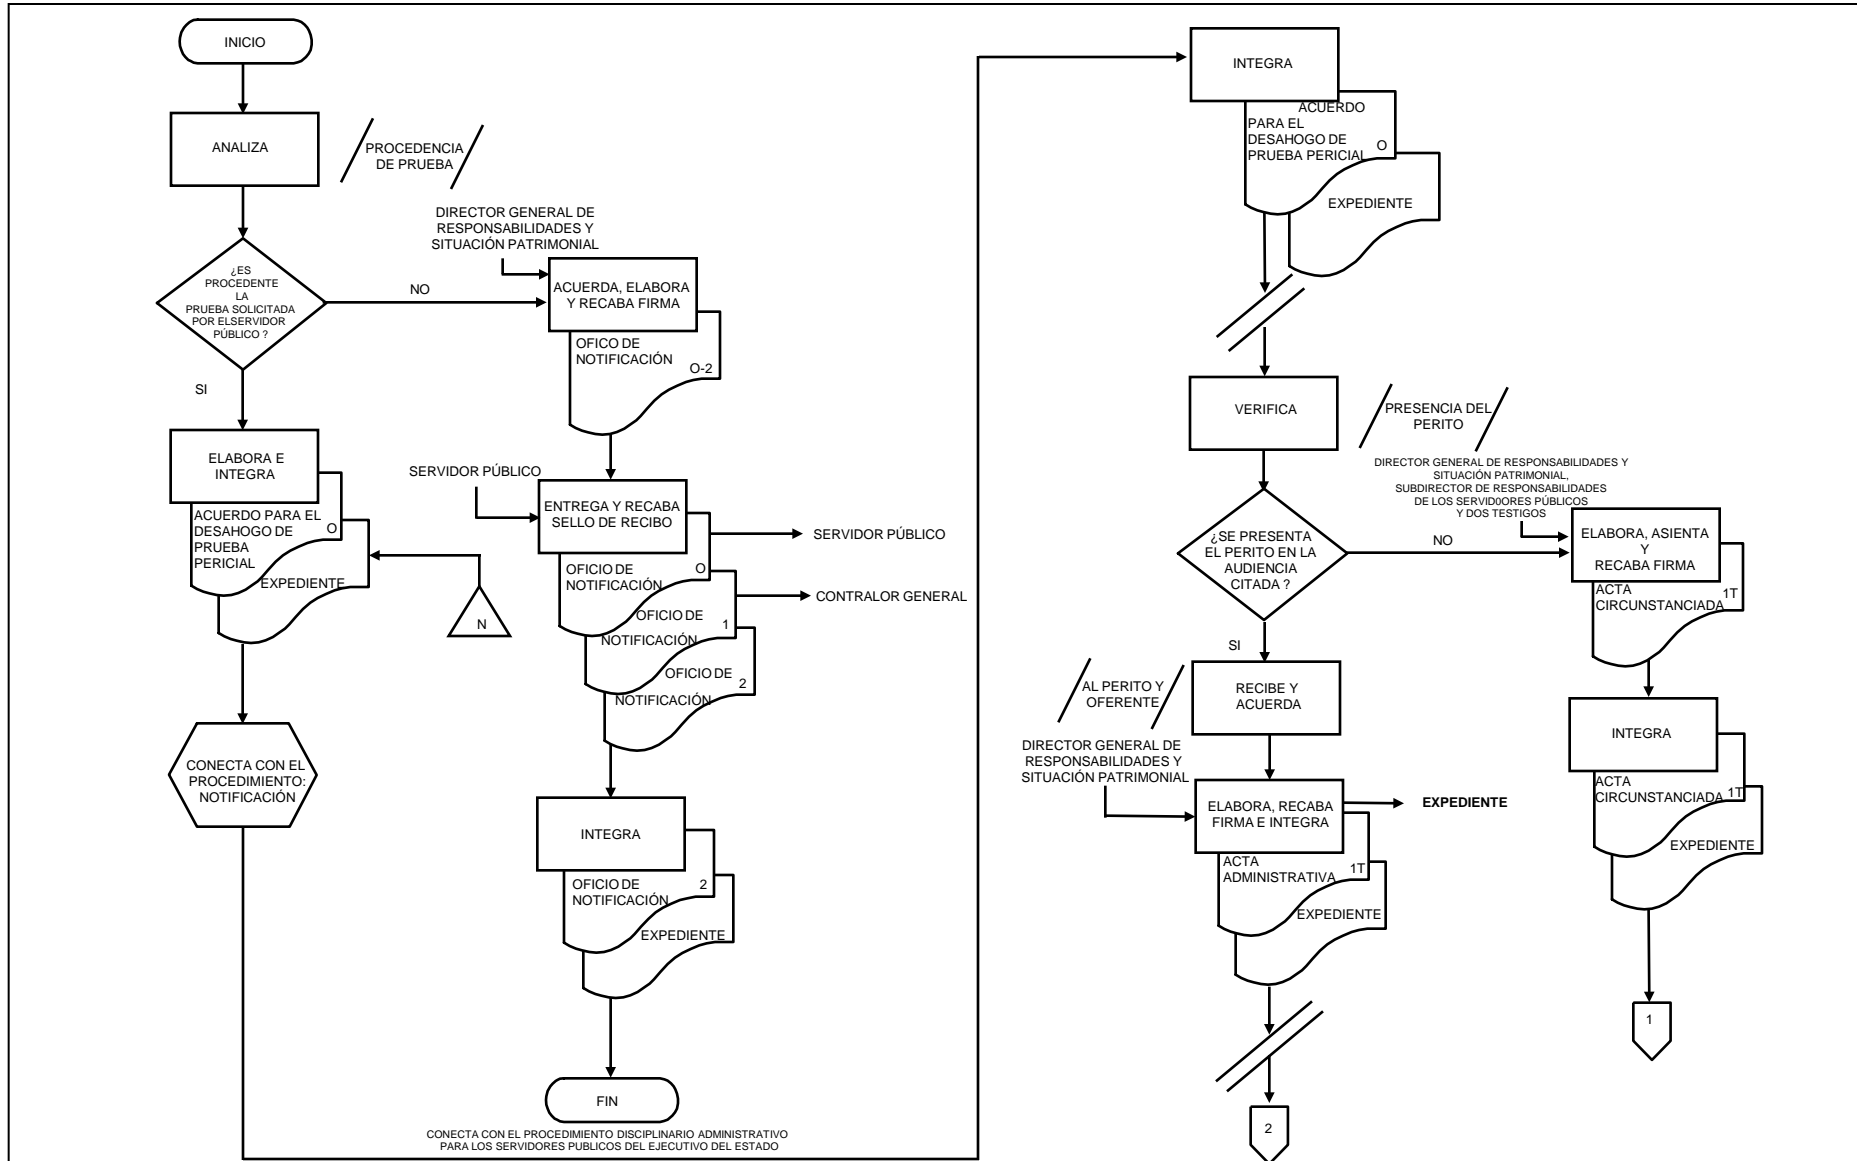 INICIO
ANALIZA
PROCEDENCIA
DE PRUEBA
¿ES
PROCEDENTE
LA
PRUEBA SOLICITADA
POR ELSERVIDOR
PÚBLICO ?
NO
SI
DIRECTOR GENERAL DE
RESPONSABILIDADES Y
SITUACIÓN PATRIMONIAL
ACUERDA, ELABORA
Y RECABA FIRMA
OFICO DE
NOTIFICACIÓN
O-2
ELABORA E
INTEGRA
ACUERDO PARA EL
DESAHOGO DE
PRUEBA
PERICIAL
O
EXPEDIENTE
N
CONECTA CON EL
PROCEDIMIENTO:
NOTIFICACIÓN
SERVIDOR PÚBLICO
ENTREGA Y RECABA
SELLO DE RECIBO
OFICIO DE
NOTIFICACIÓN
O
SERVIDOR PÚBLICO
OFICIO DE
NOTIFICACIÓN
1
CONTRALOR GENERAL
OFICIO DE
NOTIFICACIÓN
2
INTEGRA
OFICIO DE
NOTIFICACIÓN
2
EXPEDIENTE
FIN
CONECTA CON EL PROCEDIMIENTO DISCIPLINARIO ADMINISTRATIVO
PARA LOS SERVIDORES PUBLICOS DEL EJECUTIVO DEL ESTADO
INTEGRA
ACUERDO
PARA EL
DESAHOGO DE
PRUEBA PERICIAL
O
EXPEDIENTE
VERIFICA
PRESENCIA DEL
PERITO
¿SE PRESENTA
EL PERITO EN LA
AUDIENCIA
CITADA ?
NO
SI
DIRECTOR GENERAL DE RESPONSABILIDADES Y
SITUACIÓN PATRIMONIAL,
SUBDIRECTOR DE RESPONSABILIDADES
DE LOS SERVIDOORES PÚBLICOS
Y DOS TESTIGOS
ELABORA, ASIENTA
Y
RECABA FIRMA
ACTA
CIRCUNSTANCIADA
1T
INTEGRA
ACTA
CIRCUNSTANCIADA
1T
EXPEDIENTE
1
RECIBE Y
ACUERDA
AL PERITO Y
OFERENTE
DIRECTOR GENERAL DE
RESPONSABILIDADES Y
SITUACIÓN PATRIMONIAL
ELABORA, RECABA
FIRMA E INTEGRA
EXPEDIENTE
ACTA
ADMINISTRATIVA
1T
EXPEDIENTE
2